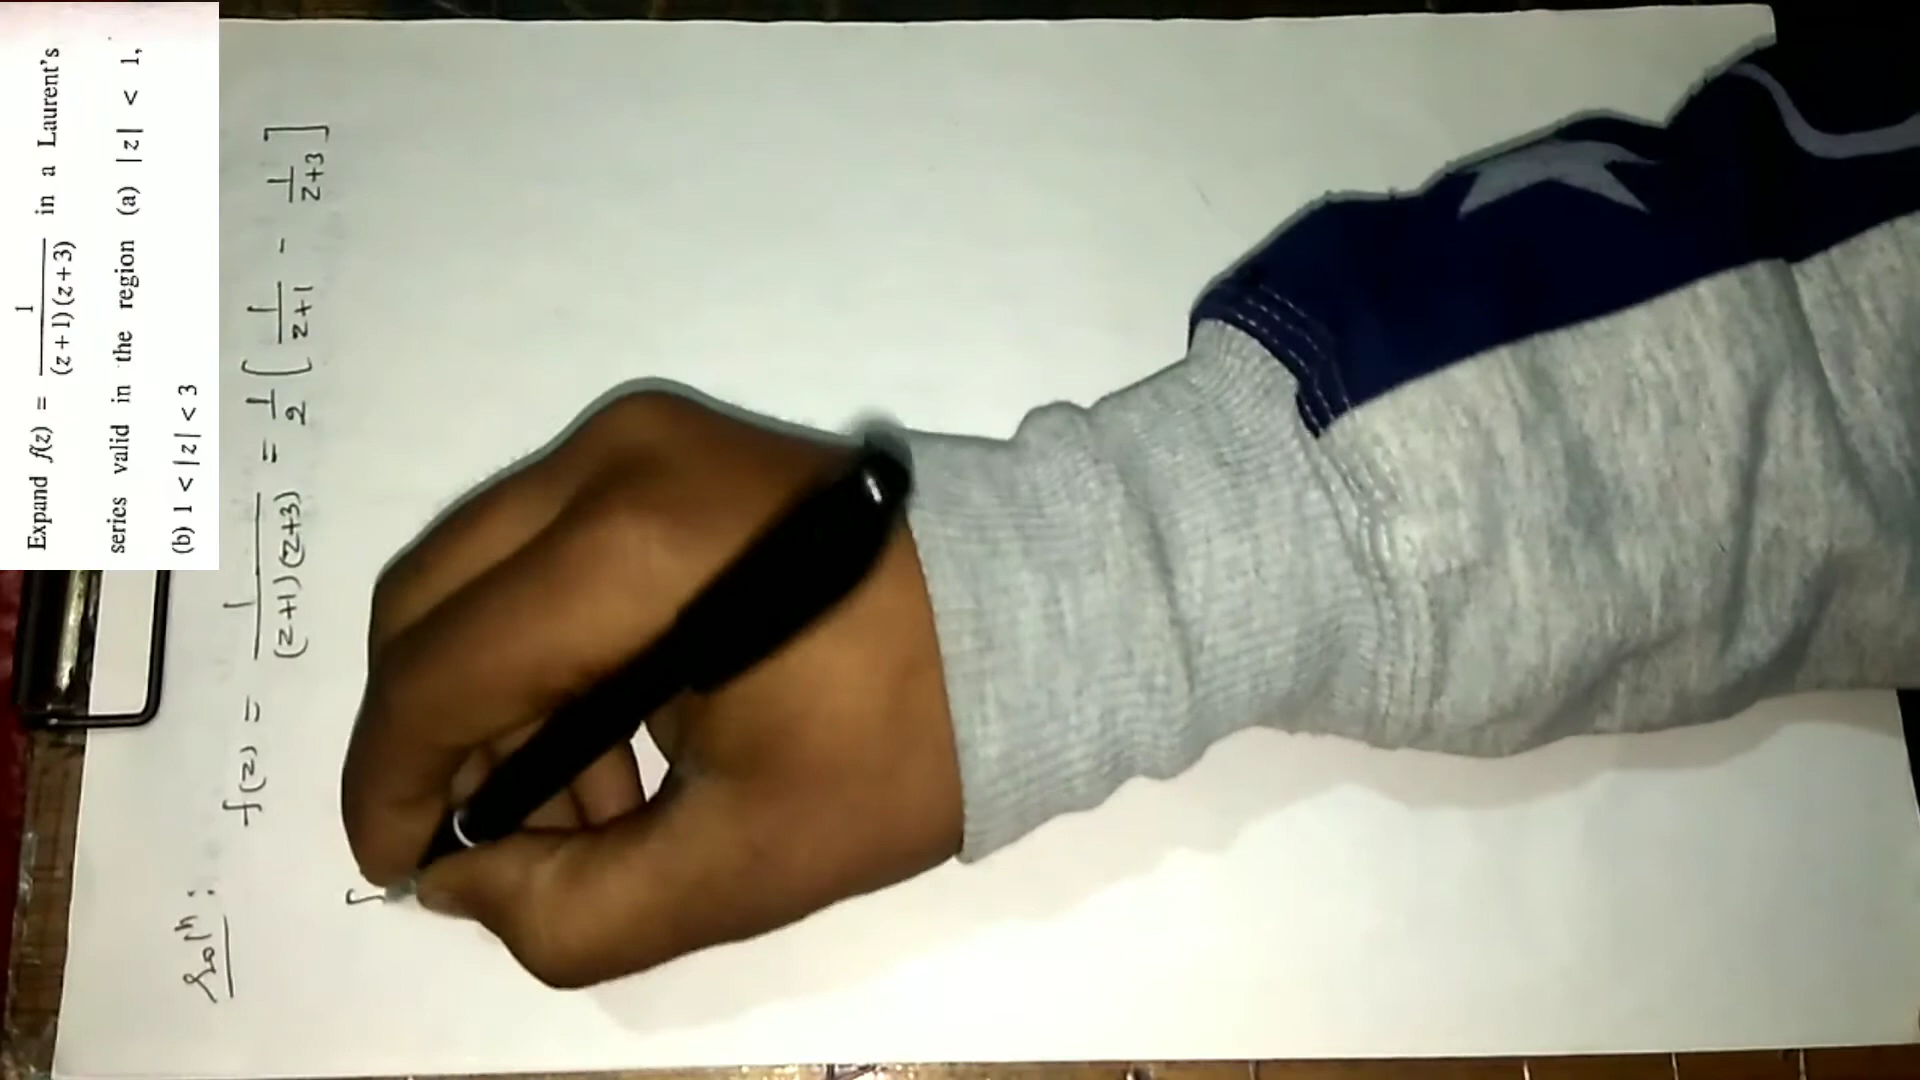 Expand f(z) = 1/((z+1)(z+3)) in a Laurent's
series valid in the region (a) |z| < 1,
(b) 1 < |z| < 3
Soln:
f(z) = 1/((z+1)(z+3)) = 1/2 [ 1/(z+1) - 1/(z+3) ]